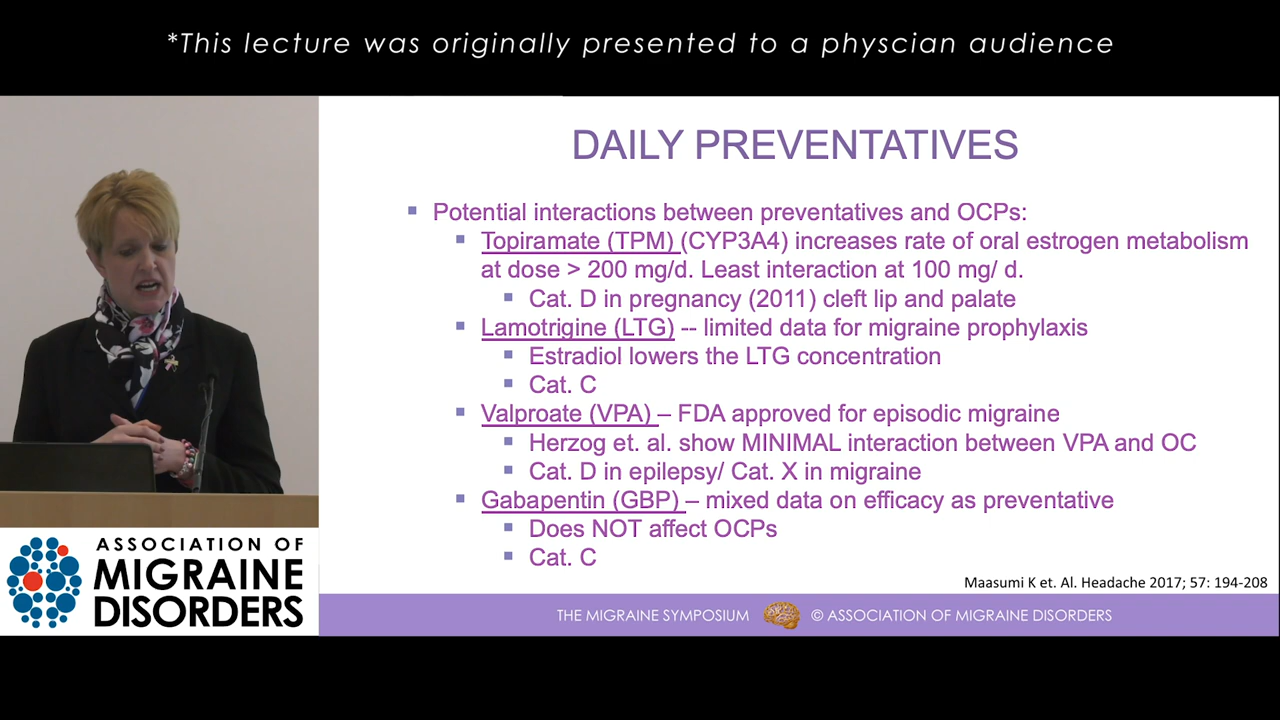 *This lecture was originally presented to a physcian audience
DAILY PREVENTATIVES
▪ Potential interactions between preventatives and OCPs:
▪ Topiramate (TPM) (CYP3A4) increases rate of oral estrogen metabolism
at dose > 200 mg/d. Least interaction at 100 mg/ d.
▪ Cat. D in pregnancy (2011) cleft lip and palate
▪ Lamotrigine (LTG) -- limited data for migraine prophylaxis
▪ Estradiol lowers the LTG concentration
▪ Cat. C
▪ Valproate (VPA) – FDA approved for episodic migraine
▪ Herzog et. al. show MINIMAL interaction between VPA and OC
▪ Cat. D in epilepsy/ Cat. X in migraine
▪ Gabapentin (GBP) – mixed data on efficacy as preventative
▪ Does NOT affect OCPs
▪ Cat. C
Maasumi K et. Al. Headache 2017; 57: 194-208
ASSOCIATION OF
MIGRAINE
DISORDERS
THE MIGRAINE SYMPOSIUM © ASSOCIATION OF MIGRAINE DISORDERS